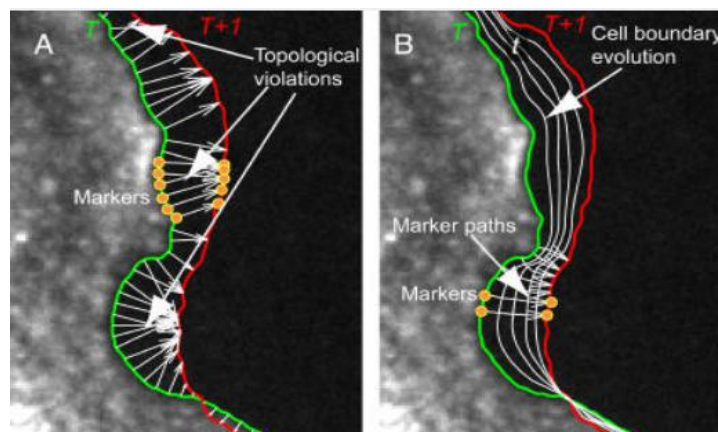 A
T
T+1
Topological
violations
Markers
B
t
T+1
T
Cell boundary
evolution
Marker paths
Markers